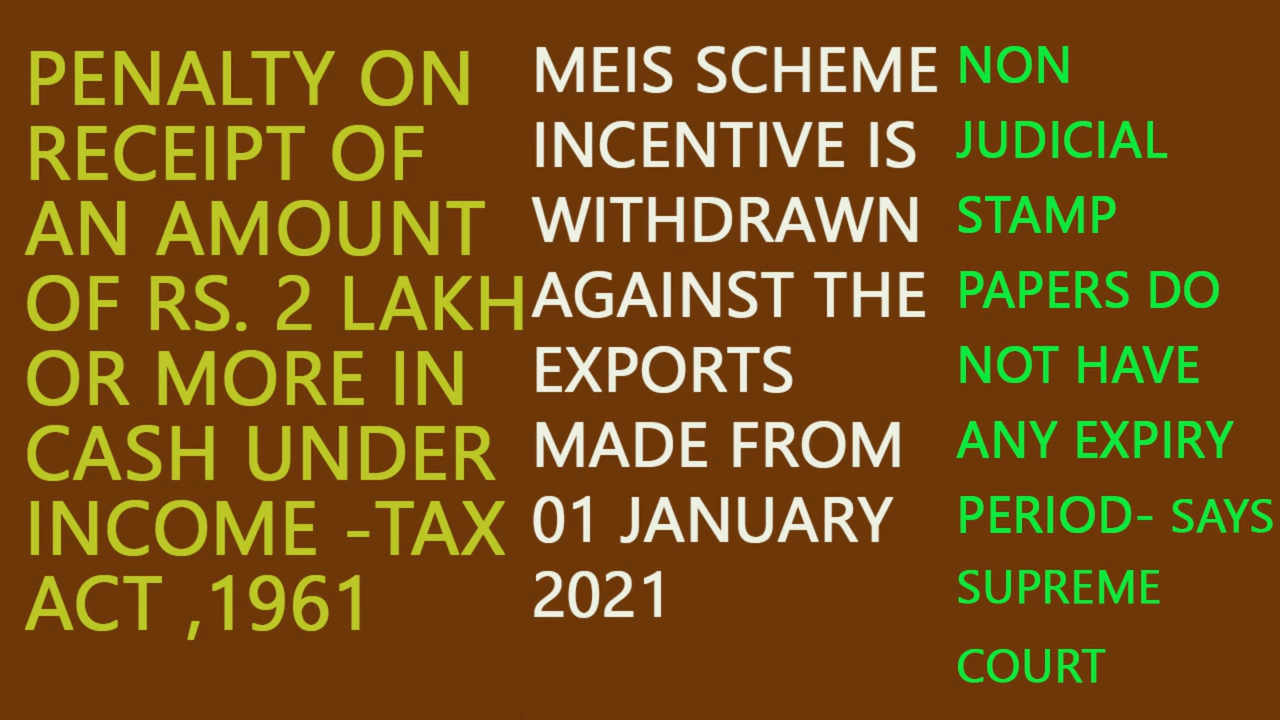 PENALTY ON
RECEIPT OF
AN AMOUNT
OF RS. 2 LAKH
OR MORE IN
CASH UNDER
INCOME -TAX
ACT ,1961
MEIS SCHEME
INCENTIVE IS
WITHDRAWN
AGAINST THE
EXPORTS
MADE FROM
01 JANUARY
2021
NON
JUDICIAL
STAMP
PAPERS DO
NOT HAVE
ANY EXPIRY
PERIOD- SAYS
SUPREME
COURT